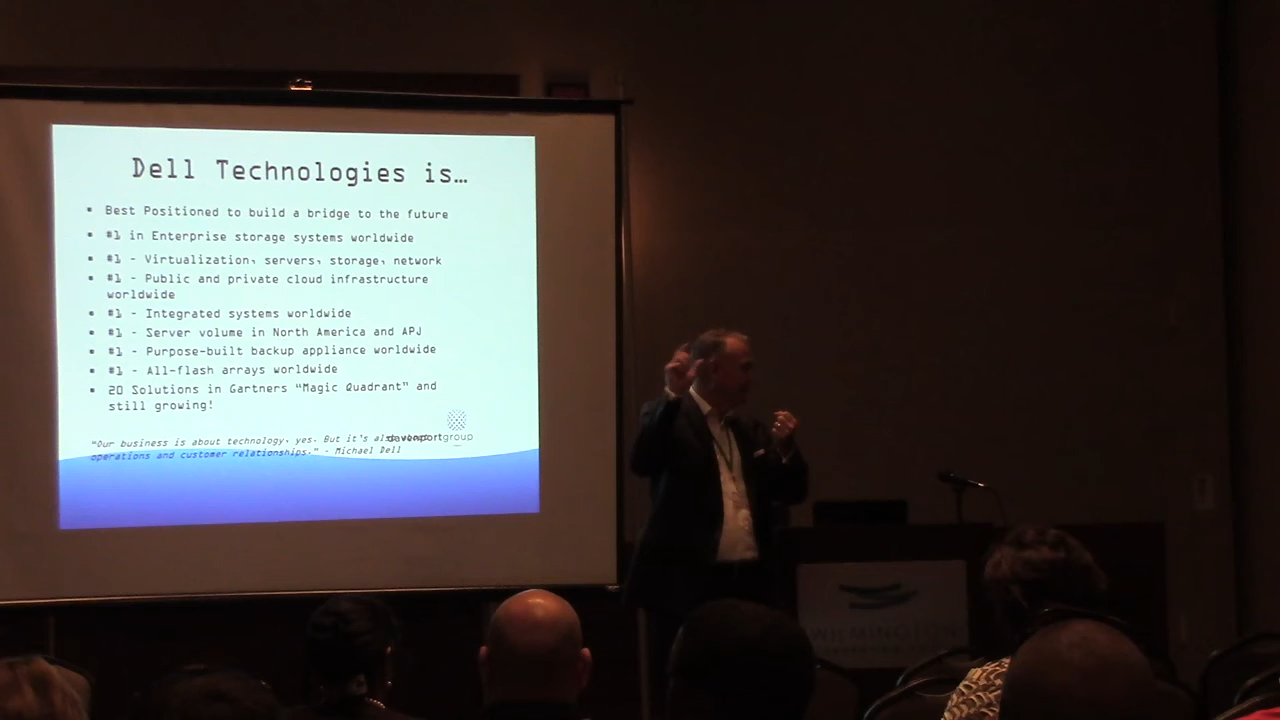 Dell Technologies is…
▪ Best Positioned to build a bridge to the future
▪ #1 in Enterprise storage systems worldwide
▪ #1 - Virtualization, servers, storage, network
▪ #1 - Public and private cloud infrastructure
worldwide
▪ #1 - Integrated systems worldwide
▪ #1 - Server volume in North America and APJ
▪ #1 - Purpose-built backup appliance worldwide
▪ #1 - All-flash arrays worldwide
▪ 20 Solutions in Gartners “Magic Quadrant” and
still growing!
“Our business is about technology, yes. But it's
davenportgroup
operations and customer relationships.” - Michael Dell
WILMINGTON